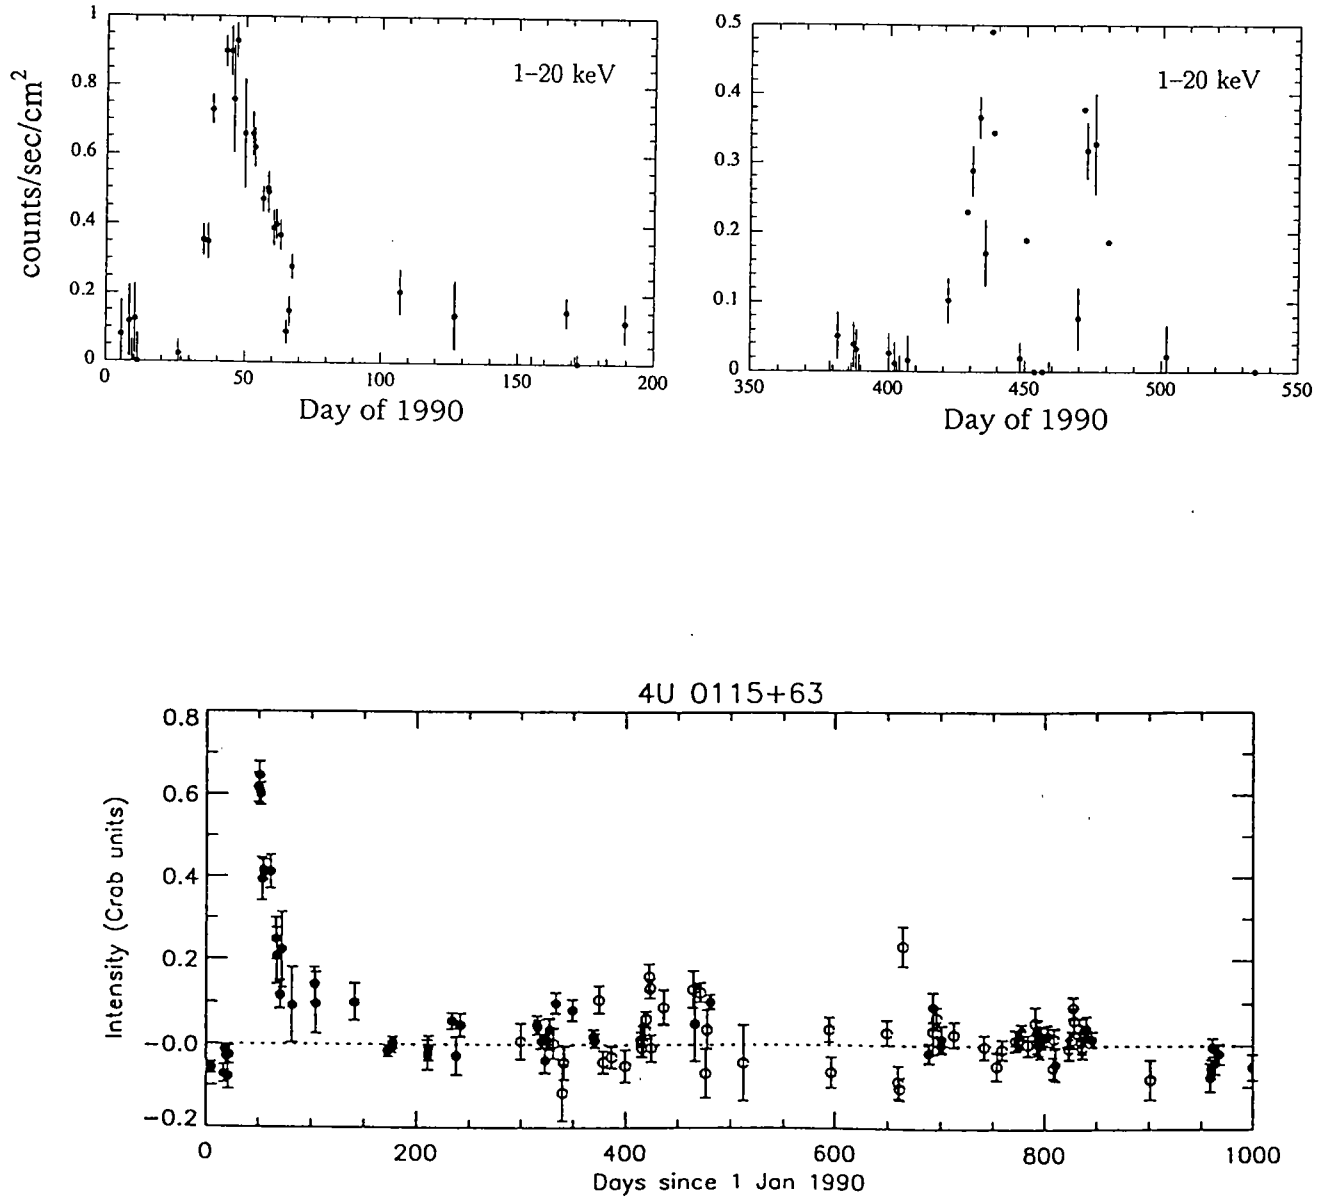 1
0.8
0.6
0.4
0.2
0
counts/sec/cm2
1–20 keV
0 50 100 150 200
Day of 1990
0.5
0.4
0.3
0.2
0.1
0
1–20 keV
350 400 450 500 550
Day of 1990
4U 0115+63
0.8
0.6
0.4
0.2
−0.0
−0.2
Intensity (Crab units)
0 200 400 600 800 1000
Days since 1 Jan 1990